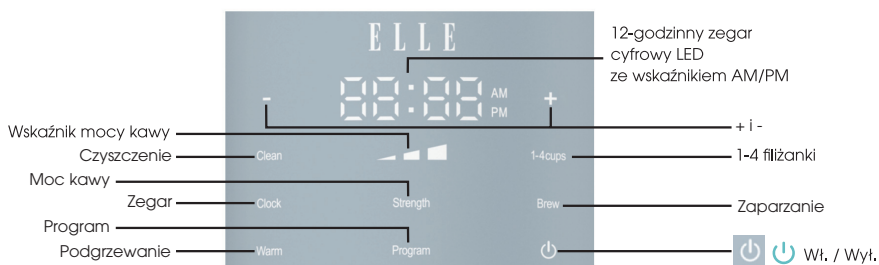 ELLE
88:88
AM
PM
-
+
Clean
1-4cups
Clock
Strength
Brew
Warm
Program
Wskaźnik mocy kawy
Czyszczenie
Moc kawy
Zegar
Program
Podgrzewanie
12-godzinny zegar
cyfrowy LED
ze wskaźnikiem AM/PM
+ i -
1-4 filiżanki
Zaparzanie
Wł. / Wył.